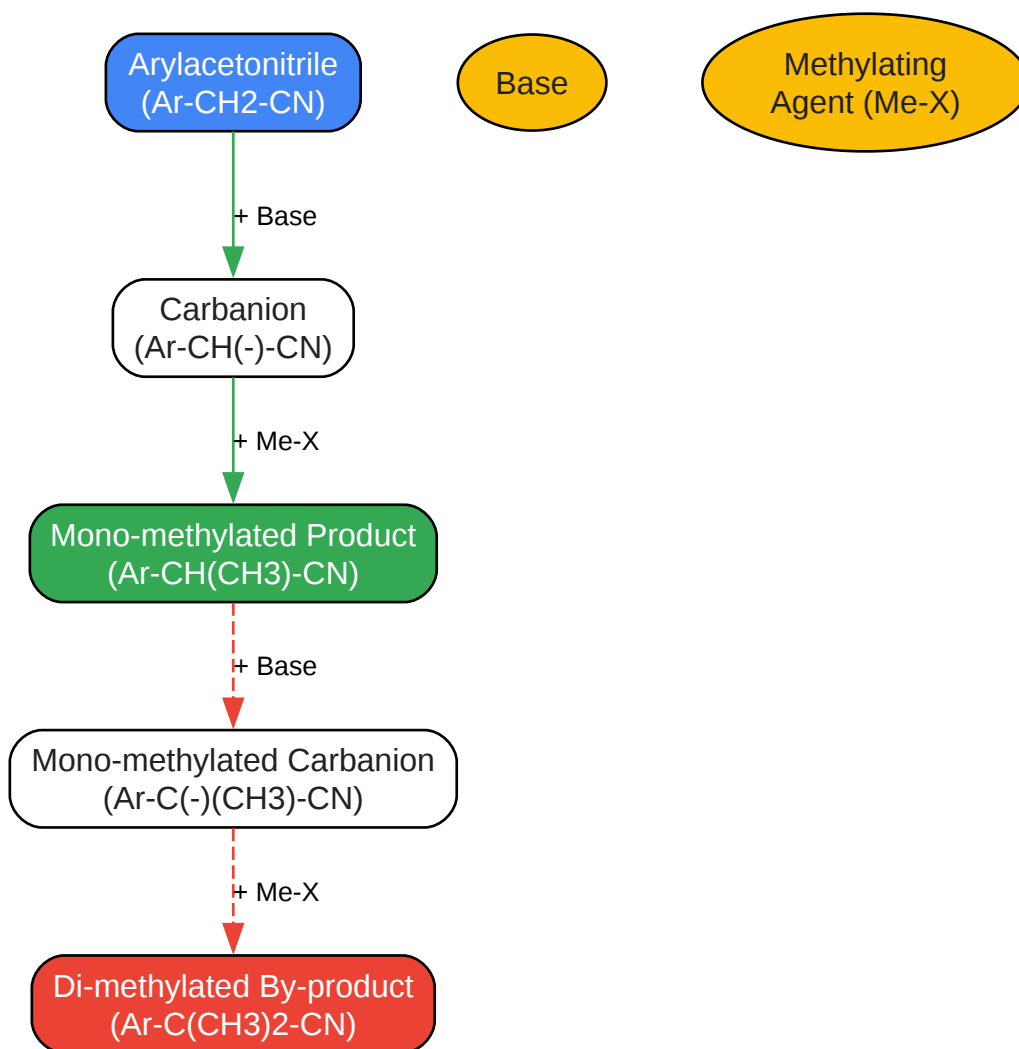 Arylacetonitrile
(Ar-CH2-CN)
Base
Methylating
Agent (Me-X)
+ Base
Carbanion
(Ar-CH(-)-CN)
+ Me-X
Mono-methylated Product
(Ar-CH(CH3)-CN)
+ Base
Mono-methylated Carbanion
(Ar-C(-)(CH3)-CN)
+ Me-X
Di-methylated By-product
(Ar-C(CH3)2-CN)